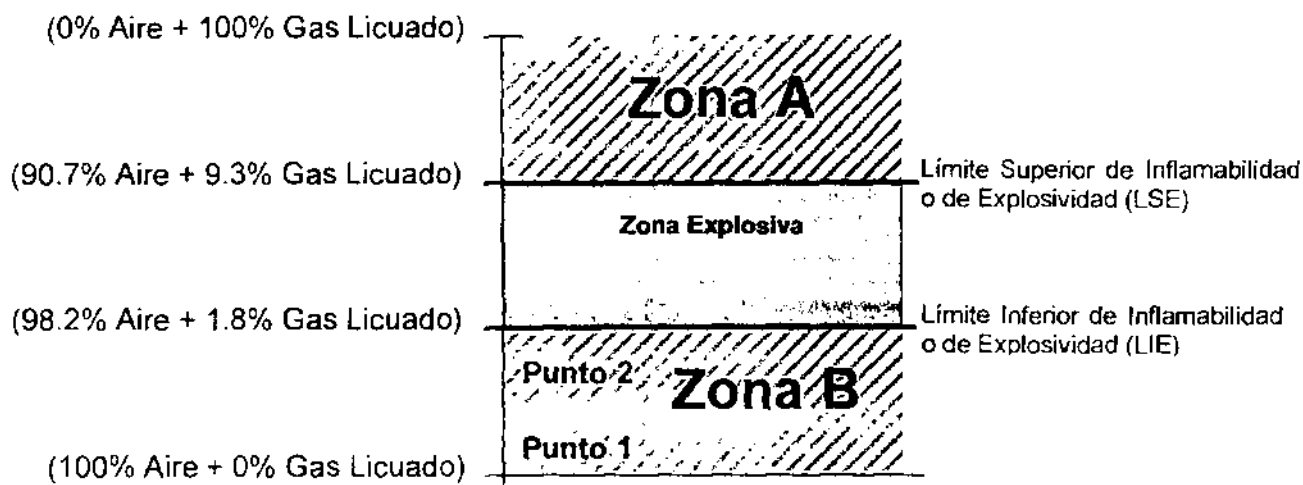 (0% Aire + 100% Gas Licuado)
Zona A
(90.7% Aire + 9.3% Gas Licuado)
Límite Superior de Inflamabilidad
o de Explosividad (LSE)
Zona Explosiva
(98.2% Aire + 1.8% Gas Licuado)
Límite Inferior de Inflamabilidad
o de Explosividad (LIE)
Punto 2
Zona B
Punto 1
(100% Aire + 0% Gas Licuado)